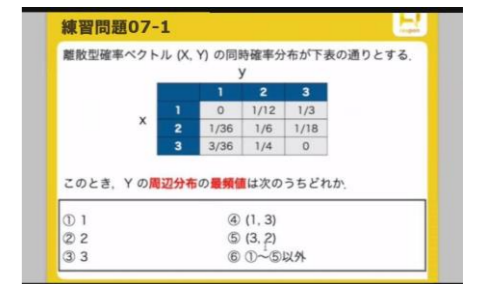 練習問題07-1
離散型確率ベクトル (X, Y) の同時確率分布が下表の通りとする.
y
1 2 3
x
1 0 1/12 1/3
2 1/36 1/6 1/18
3 3/36 1/4 0
このとき, Y の周辺分布の最頻値は次のうちどれか.
① 1 ④ (1, 3)
② 2 ⑤ (3, 2)
③ 3 ⑥ ①〜⑤以外